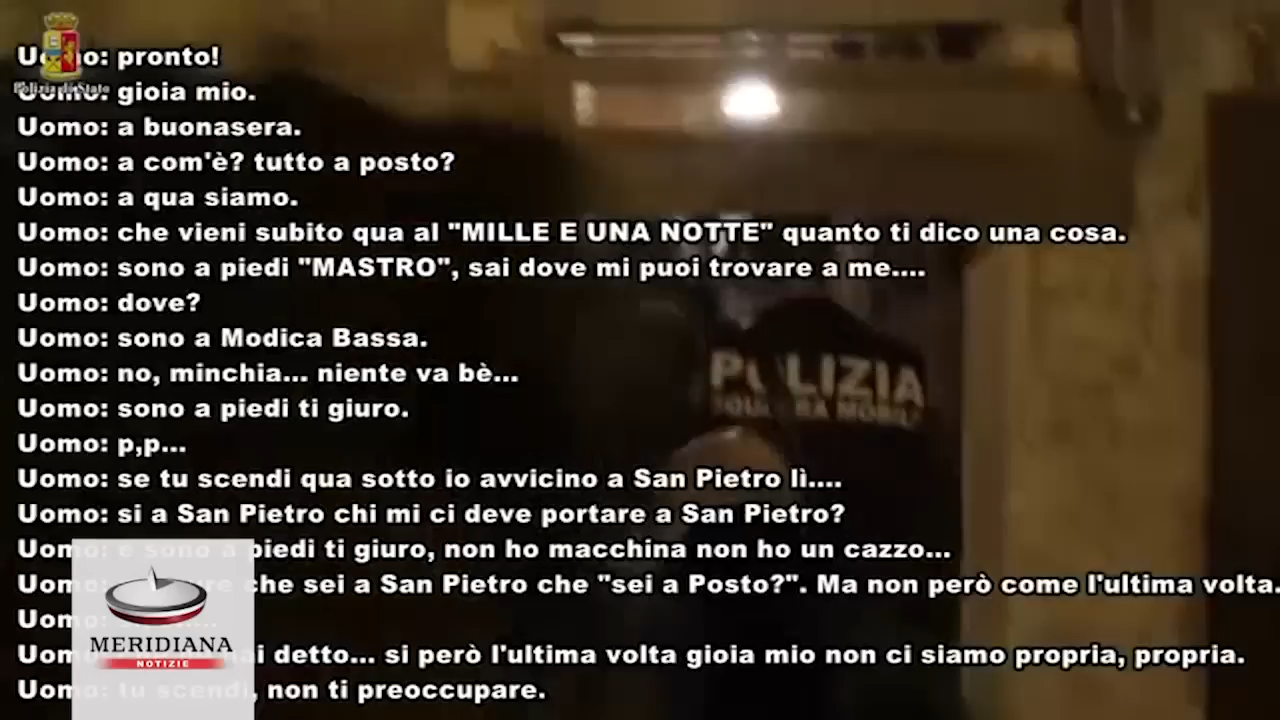 Uomo: pronto!
Polizia di Stato
Uomo: gioia mio.
Uomo: a buonasera.
Uomo: a com'è? tutto a posto?
Uomo: a qua siamo.
Uomo: che vieni subito qua al "MILLE E UNA NOTTE" quanto ti dico una cosa.
Uomo: sono a piedi "MASTRO", sai dove mi puoi trovare a me....
Uomo: dove?
Uomo: sono a Modica Bassa.
Uomo: no, minchia... niente va bè...
POLIZIA
SQUADRA MOBILE
Uomo: sono a piedi ti giuro.
Uomo: p,p...
Uomo: se tu scendi qua sotto io avvicino a San Pietro lì....
Uomo: si a San Pietro chi mi ci deve portare a San Pietro?
Uomo: e sono a piedi ti giuro, non ho macchina non ho un cazzo...
Uomo: che sei a San Pietro che "sei a Posto?". Ma non però come l'ultima volta.
Uomo:
Uomo: detto... si però l'ultima volta gioia mio non ci siamo propria, propria.
Uomo: tu scendi, non ti preoccupare.
MERIDIANA
NOTIZIE